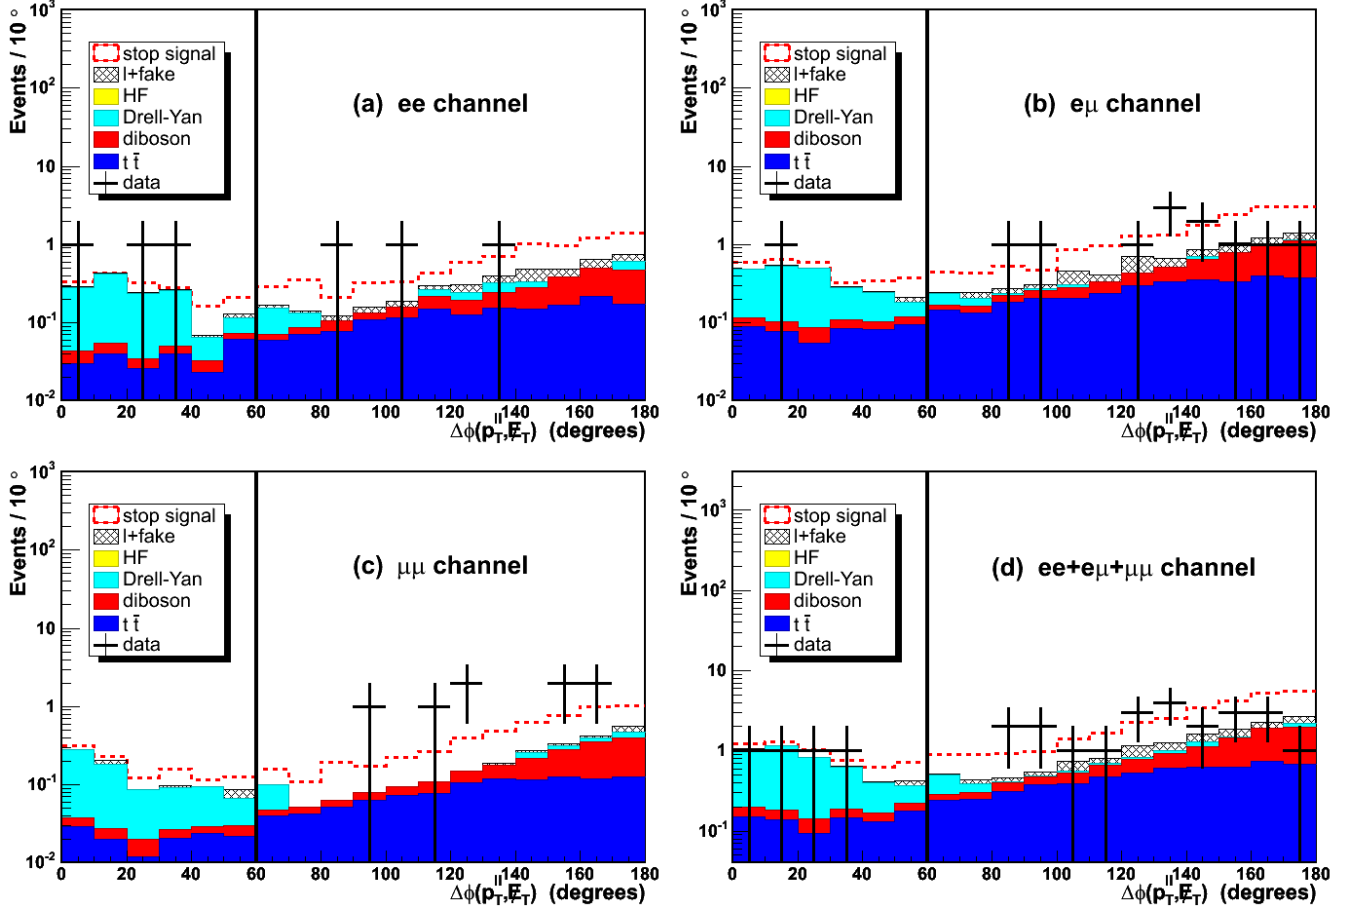 Events / 10 °
10³
10²
10
1
10⁻¹
10⁻²
stop signal
l+fake
HF
Drell-Yan
diboson
t t̄
data
(a) ee channel
0 20 40 60 80 100 120 140 160 180
Δϕ(p_T^ll,E̸_T) (degrees)
Events / 10 °
10³
10²
10
1
10⁻¹
10⁻²
stop signal
l+fake
HF
Drell-Yan
diboson
t t̄
data
(b) eμ channel
0 20 40 60 80 100 120 140 160 180
Δϕ(p_T^ll,E̸_T) (degrees)
Events / 10 °
10³
10²
10
1
10⁻¹
10⁻²
stop signal
l+fake
HF
Drell-Yan
diboson
t t̄
data
(c) μμ channel
0 20 40 60 80 100 120 140 160 180
Δϕ(p_T^ll,E̸_T) (degrees)
Events / 10 °
10³
10²
10
1
10⁻¹
stop signal
l+fake
HF
Drell-Yan
diboson
t t̄
data
(d) ee+eμ+μμ channel
0 20 40 60 80 100 120 140 160 180
Δϕ(p_T^ll,E̸_T) (degrees)